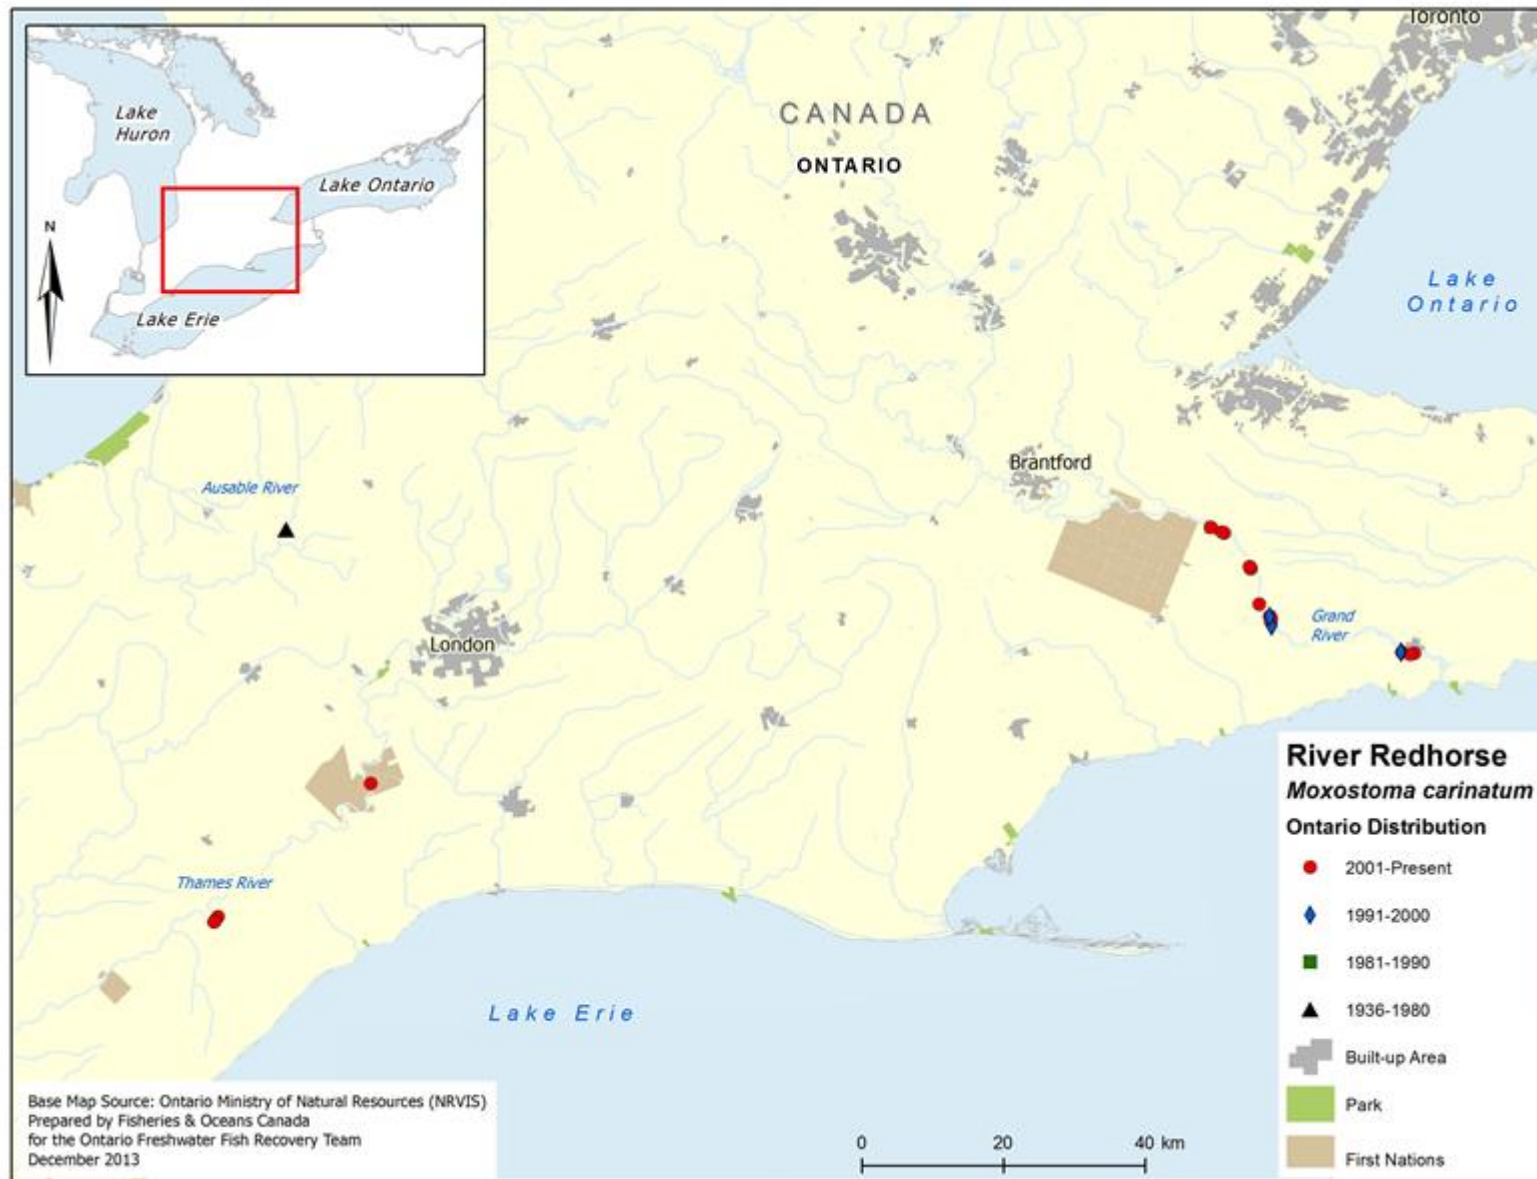 Toronto
Lake
Huron
Lake Ontario
N
Lake Erie
CANADA
ONTARIO
Lake
Ontario
Brantford
Ausable River
Grand
River
London
Thames River
Lake Erie
River Redhorse
Moxostoma carinatum
Ontario Distribution
2001-Present
1991-2000
1981-1990
1936-1980
Built-up Area
Park
First Nations
Base Map Source: Ontario Ministry of Natural Resources (NRVIS)
Prepared by Fisheries & Oceans Canada
for the Ontario Freshwater Fish Recovery Team
December 2013
0 20 40 km